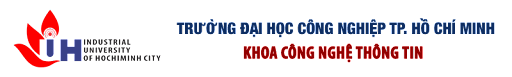 UH
INDUSTRIAL
UNIVERSITY
OF HOCHIMINH CITY
TRƯỜNG ĐẠI HỌC CÔNG NGHIỆP TP. HỒ CHÍ MINH
KHOA CÔNG NGHỆ THÔNG TIN